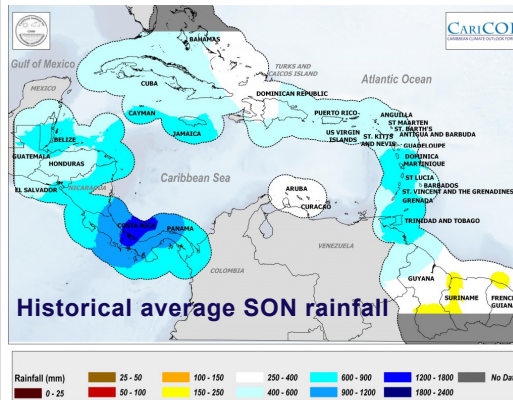 CARICO
CARIBBEAN CLIMATE OUTLOOK FOR
BAHAMAS
Gulf of Mexico
TURKS AND
CAICOS ISLAND
Atlantic Ocean
MEXICO
CUBA
DOMINICAN REPUBLIC
CAYMAN
PUERTO RICO
ANGUILLA
ST MAARTEN
ST. BARTH'S
JAMAICA
US VIRGIN
ISLANDS
ST. KITTS
AND NEVIS
ANTIGUA AND BARBUDA
BELIZE
GUADELOUPE
GUATEMALA
DOMINICA
HONDURAS
MARTINIQUE
Caribbean Sea
ST LUCIA
EL SALVADOR
NICARAGUA
ARUBA
BARBADOS
ST. VINCENT AND THE GRENADINES
CURACAO
GRENADA
COSTA RICA
PANAMA
TRINIDAD AND TOBAGO
VENEZUELA
COLOMBIA
GUYANA
Historical average SON rainfall
SURINAME
FRENCH
GUIAN
Rainfall (mm)
25 - 50
100 - 150
250 - 400
600 - 900
1200 - 1800
No Da
0 - 25
50 - 100
150 - 250
400 - 600
900 - 1200
1800 - 2400